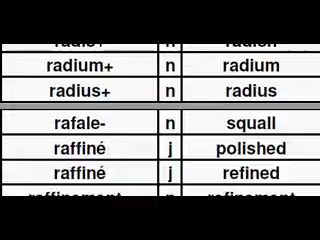 radium+ n radium
radius+ n radius
rafale- n squall
raffiné j polished
raffiné j refined